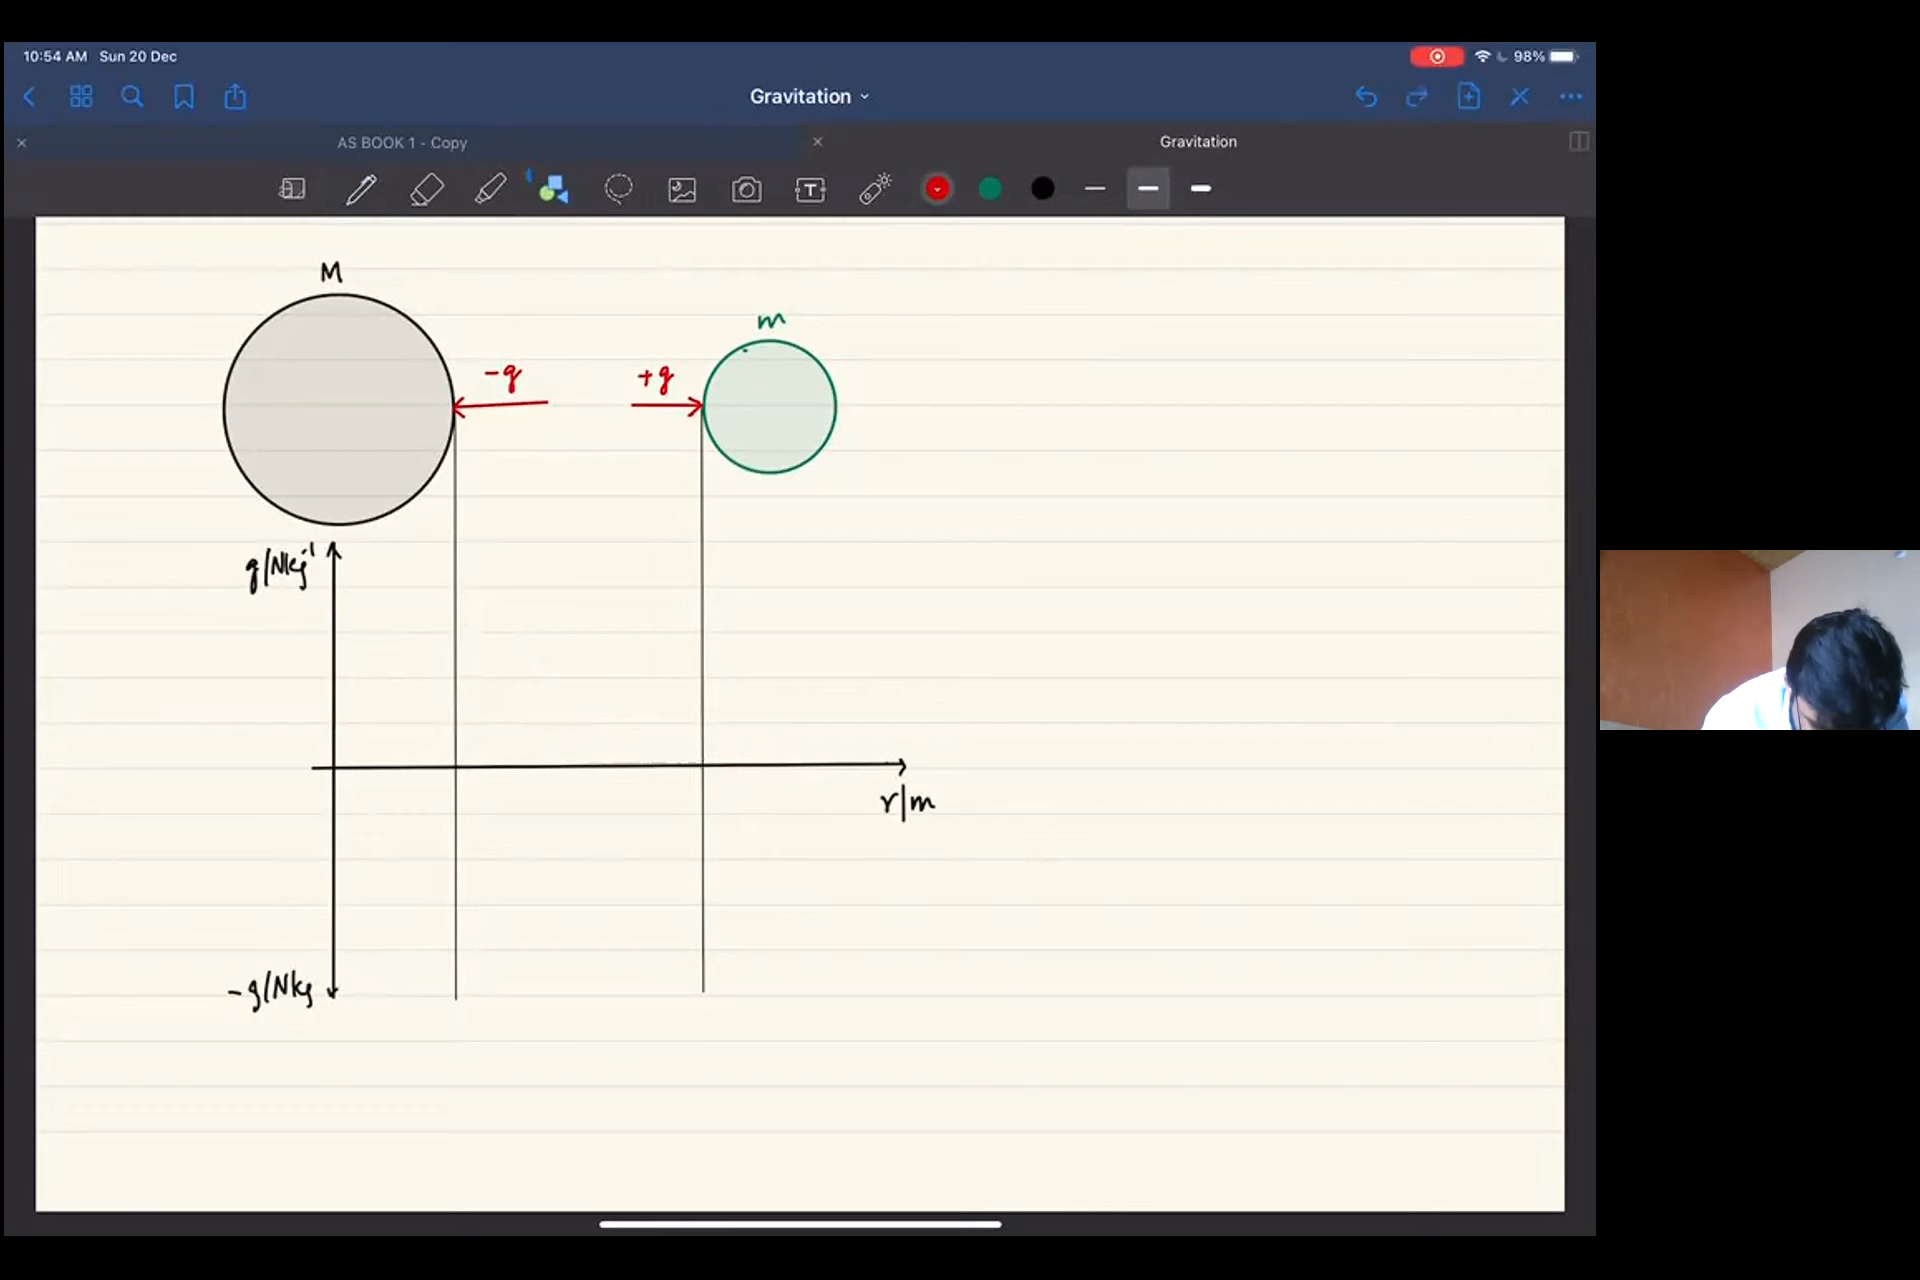 10:54 AM Sun 20 Dec
98%
Gravitation
AS BOOK 1 - Copy
Gravitation
T
M
m
-g
+g
g/Nkg⁻¹
r/m
-g/Nkg